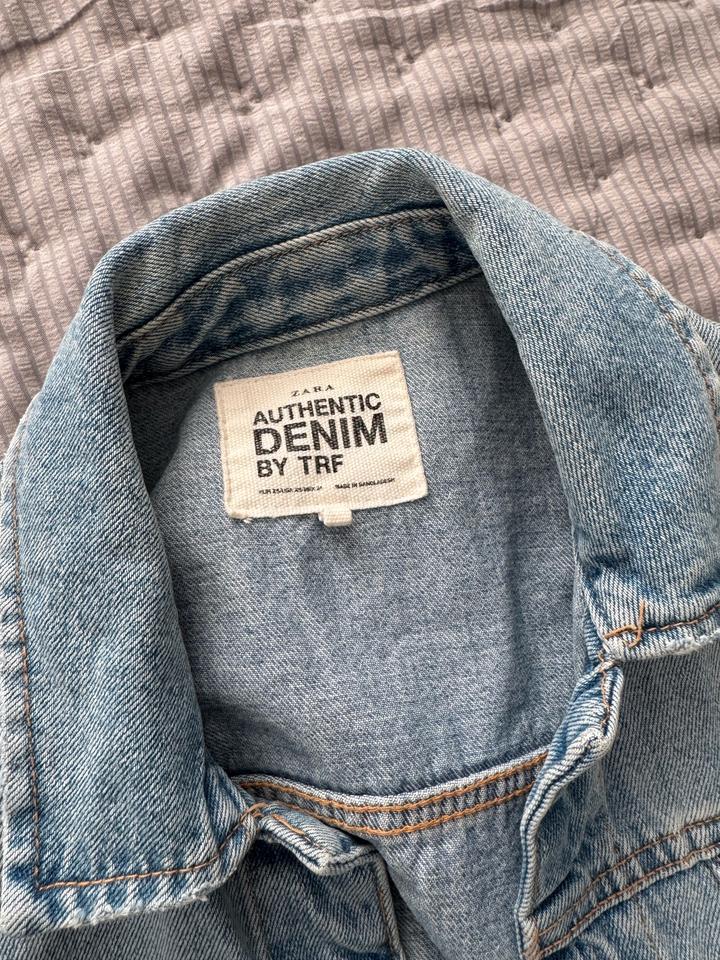 ZARA
AUTHENTIC
DENIM
BY TRF
MADE IN BANGLADESH